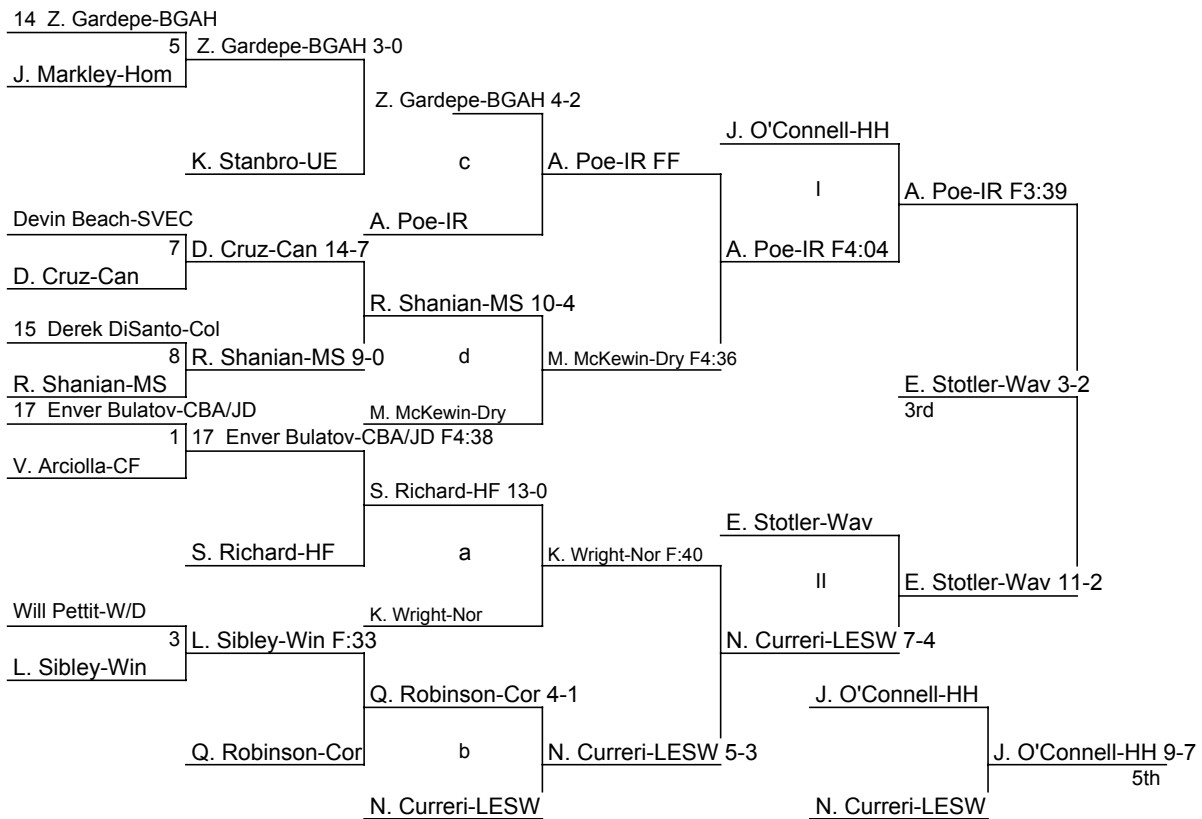 14 Z. Gardepe-BGAH
5 Z. Gardepe-BGAH 3-0
J. Markley-Hom
Z. Gardepe-BGAH 4-2
J. O'Connell-HH
K. Stanbro-UE
c
A. Poe-IR FF
I
A. Poe-IR F3:39
Devin Beach-SVEC
A. Poe-IR
7 D. Cruz-Can 14-7
A. Poe-IR F4:04
D. Cruz-Can
R. Shanian-MS 10-4
15 Derek DiSanto-Col
8 R. Shanian-MS 9-0
d
M. McKewin-Dry F4:36
R. Shanian-MS
E. Stotler-Wav 3-2
17 Enver Bulatov-CBA/JD
M. McKewin-Dry
3rd
1 17 Enver Bulatov-CBA/JD F4:38
V. Arciolla-CF
S. Richard-HF 13-0
E. Stotler-Wav
S. Richard-HF
a
K. Wright-Nor F:40
II
E. Stotler-Wav 11-2
Will Pettit-W/D
K. Wright-Nor
3 L. Sibley-Win F:33
N. Curreri-LESW 7-4
L. Sibley-Win
Q. Robinson-Cor 4-1
J. O'Connell-HH
Q. Robinson-Cor
b
N. Curreri-LESW 5-3
J. O'Connell-HH 9-7
5th
N. Curreri-LESW
N. Curreri-LESW